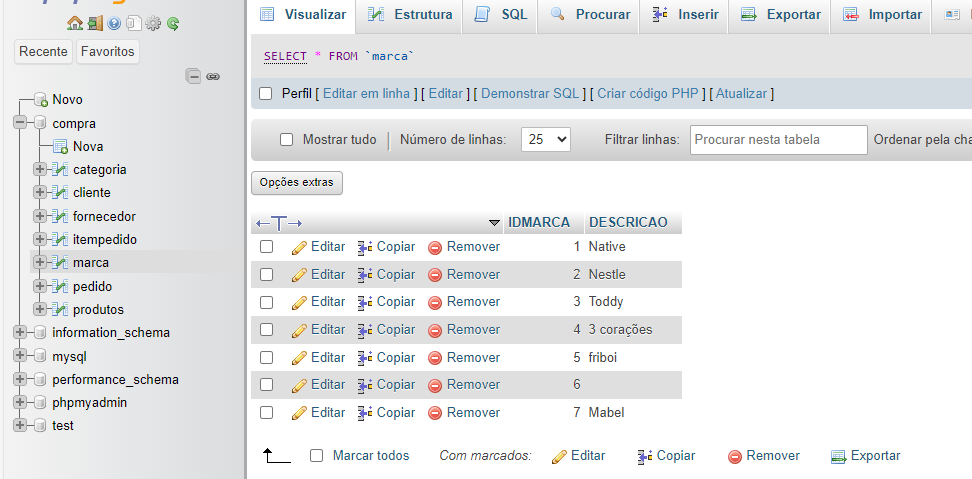 Recente Favoritos
Novo
compra
Nova
categoria
cliente
fornecedor
itempedido
marca
pedido
produtos
information_schema
mysql
performance_schema
phpmyadmin
test
Visualizar Estrutura SQL Procurar Inserir Exportar Importar
SELECT * FROM `marca`
Perfil [ Editar em linha ] [ Editar ] [ Demonstrar SQL ] [ Criar código PHP ] [ Atualizar ]
Mostrar tudo Número de linhas: 25 Filtrar linhas: Procurar nesta tabela Ordenar pela cha
Opções extras
IDMARCA DESCRICAO
Editar Copiar Remover 1 Native
Editar Copiar Remover 2 Nestle
Editar Copiar Remover 3 Toddy
Editar Copiar Remover 4 3 corações
Editar Copiar Remover 5 friboi
Editar Copiar Remover 6
Editar Copiar Remover 7 Mabel
Marcar todos Com marcados: Editar Copiar Remover Exportar